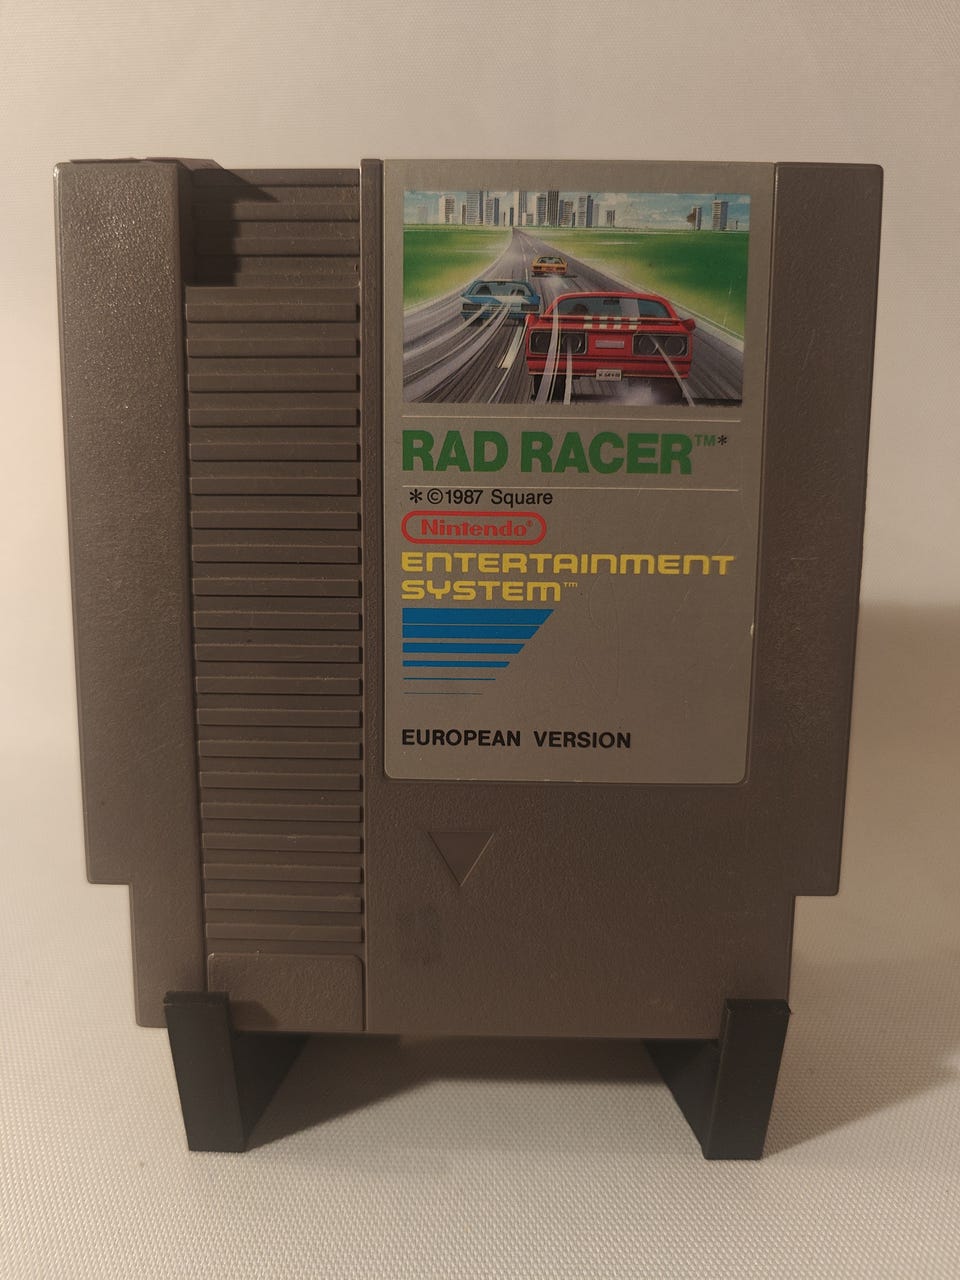 RAD RACER™*
*©1987 Square
Nintendo®
ENTERTAINMENT
SYSTEM™
EUROPEAN VERSION